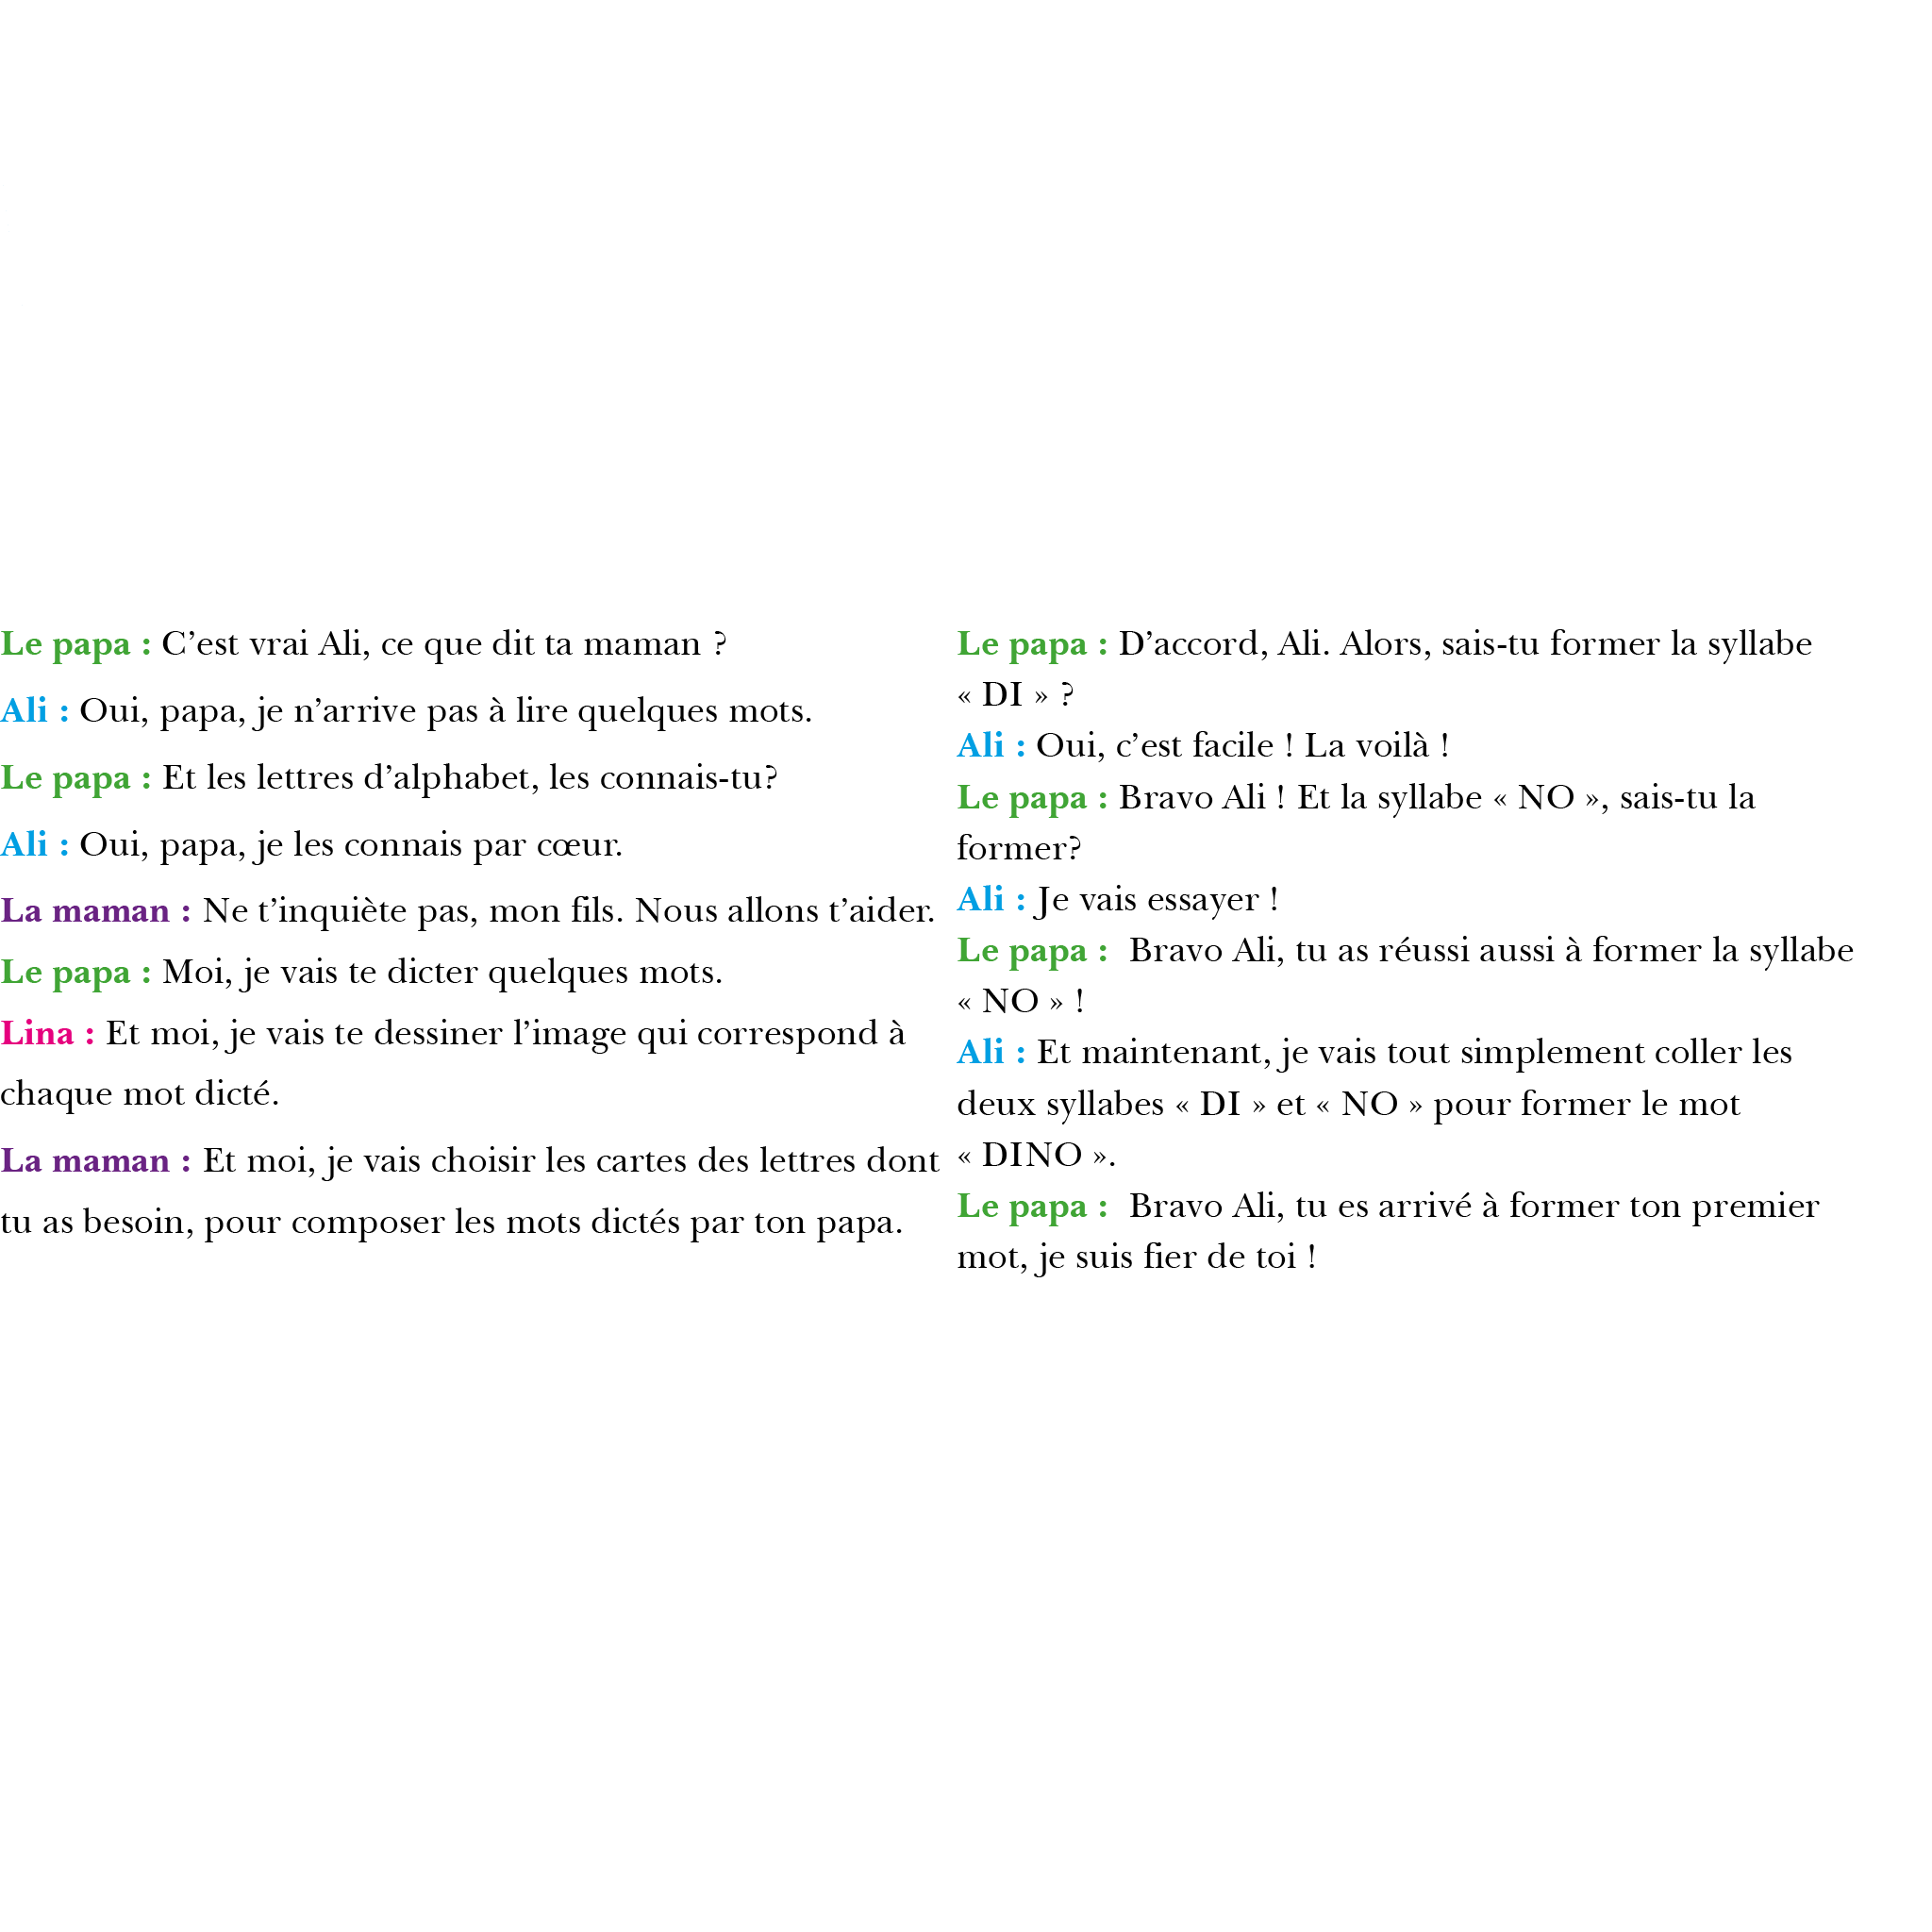 Le papa : C’est vrai Ali, ce que dit ta maman ?
Ali : Oui, papa, je n’arrive pas à lire quelques mots.
Le papa : Et les lettres d’alphabet, les connais-tu?
Ali : Oui, papa, je les connais par cœur.
La maman : Ne t’inquiète pas, mon fils. Nous allons t’aider.
Le papa : Moi, je vais te dicter quelques mots.
Lina : Et moi, je vais te dessiner l’image qui correspond à
chaque mot dicté.
La maman : Et moi, je vais choisir les cartes des lettres dont
tu as besoin, pour composer les mots dictés par ton papa.
Le papa : D’accord, Ali. Alors, sais-tu former la syllabe
« DI » ?
Ali : Oui, c’est facile ! La voilà !
Le papa : Bravo Ali ! Et la syllabe « NO », sais-tu la
former?
Ali : Je vais essayer !
Le papa :  Bravo Ali, tu as réussi aussi à former la syllabe
« NO » !
Ali : Et maintenant, je vais tout simplement coller les
deux syllabes « DI » et « NO » pour former le mot
« DINO ».
Le papa :  Bravo Ali, tu es arrivé à former ton premier
mot, je suis fier de toi !